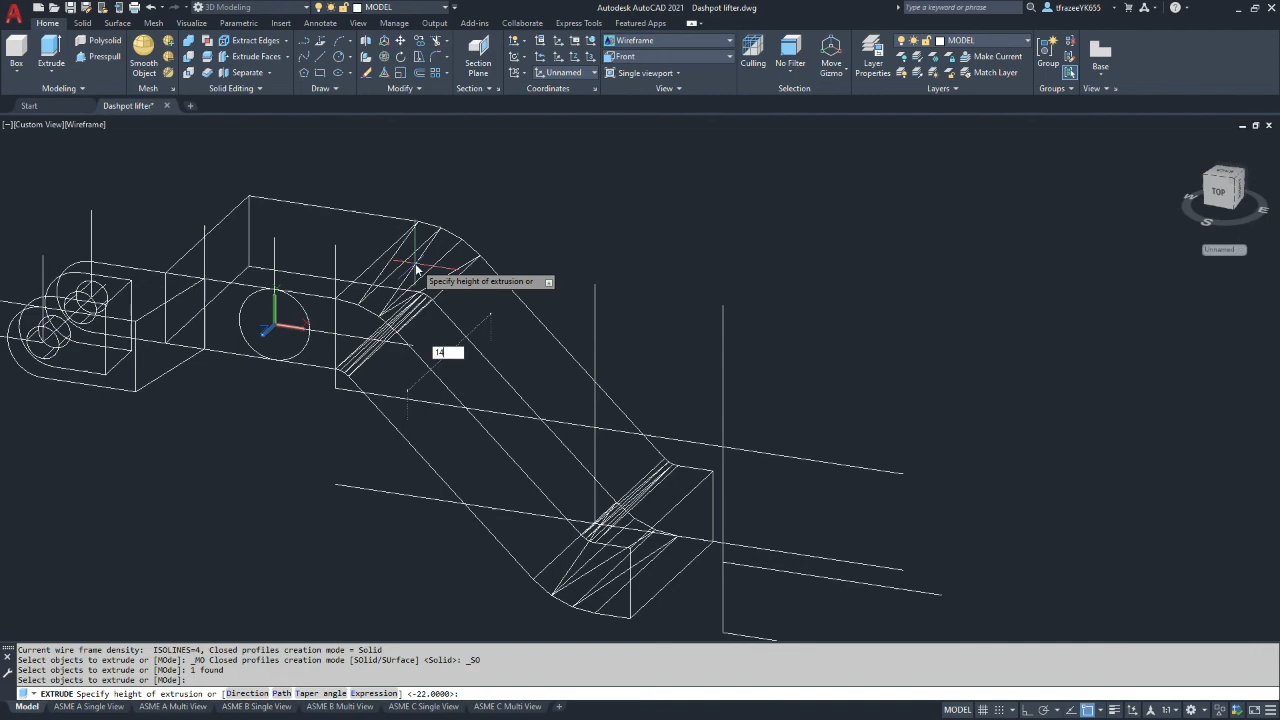 3D Modeling
MODEL
Autodesk AutoCAD 2021 Dashpot lifter.dwg
Type a keyword or phrase
tfrazeeYK655
Home
Solid
Surface
Mesh
Visualize
Parametric
Insert
Annotate
View
Manage
Output
Add-ins
Collaborate
Express Tools
Featured Apps
Box
Extrude
Polysolid
Presspull
Smooth
Object
Extract Edges
Extrude Faces
Separate
Section
Plane
Unnamed
Wireframe
Front
Single viewport
Culling
No Filter
Move
Gizmo
Layer
Properties
MODEL
Make Current
Match Layer
Group
Base
Modeling
Mesh
Solid Editing
Draw
Modify
Section
Coordinates
View
Selection
Layers
Groups
View
Start
Dashpot lifter*
[−][Custom View][Wireframe]
W
TOP
E
S
Unnamed
Specify height of extrusion or
14
Current wire frame density: ISOLINES=4, Closed profiles creation mode = Solid
Select objects to extrude or [MOde]: _MO Closed profiles creation mode [SOlid/SUrface] <Solid>: _SO
Select objects to extrude or [MOde]: 1 found
Select objects to extrude or [MOde]:
EXTRUDE Specify height of extrusion or [Direction Path Taper angle Expression] <-22.0000>:
Model
ASME A Single View
ASME A Multi View
ASME B Single View
ASME B Multi View
ASME C Single View
ASME C Multi View
MODEL
1:1